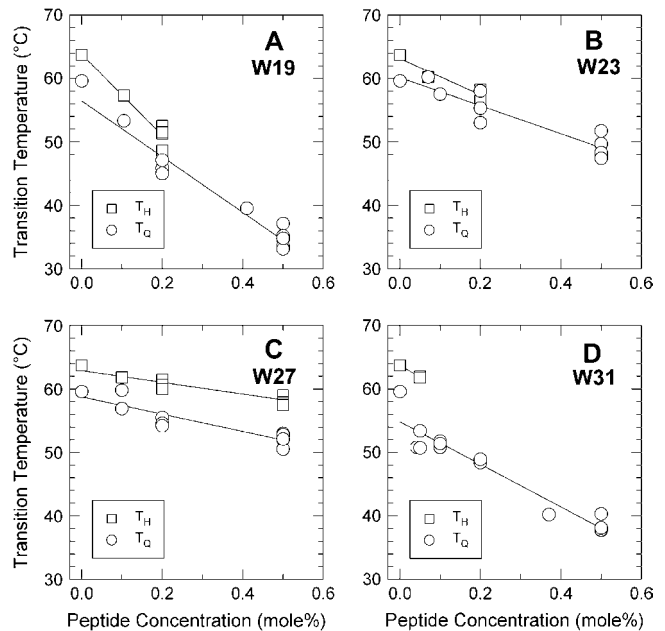 A
W19
Transition Temperature (°C)
70
60
50
40
30
0.0 0.2 0.4 0.6
T_H
T_Q
B
W23
70
60
50
40
30
0.0 0.2 0.4 0.6
T_H
T_Q
C
W27
Transition Temperature (°C)
70
60
50
40
30
0.0 0.2 0.4 0.6
Peptide Concentration (mole%)
T_H
T_Q
D
W31
70
60
50
40
30
0.0 0.2 0.4 0.6
Peptide Concentration (mole%)
T_H
T_Q